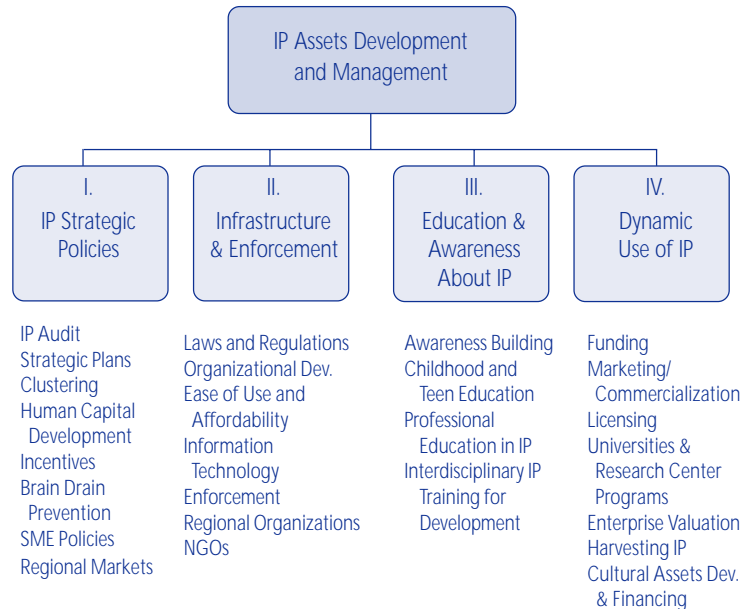 IP Assets Development
and Management
I.
IP Strategic
Policies
II.
Infrastructure
& Enforcement
III.
Education &
Awareness
About IP
IV.
Dynamic
Use of IP
IP Audit
Strategic Plans
Clustering
Human Capital
Development
Incentives
Brain Drain
Prevention
SME Policies
Regional Markets
Laws and Regulations
Organizational Dev.
Ease of Use and
Affordability
Information
Technology
Enforcement
Regional Organizations
NGOs
Awareness Building
Childhood and
Teen Education
Professional
Education in IP
Interdisciplinary IP
Training for
Development
Funding
Marketing/
Commercialization
Licensing
Universities &
Research Center
Programs
Enterprise Valuation
Harvesting IP
Cultural Assets Dev.
& Financing